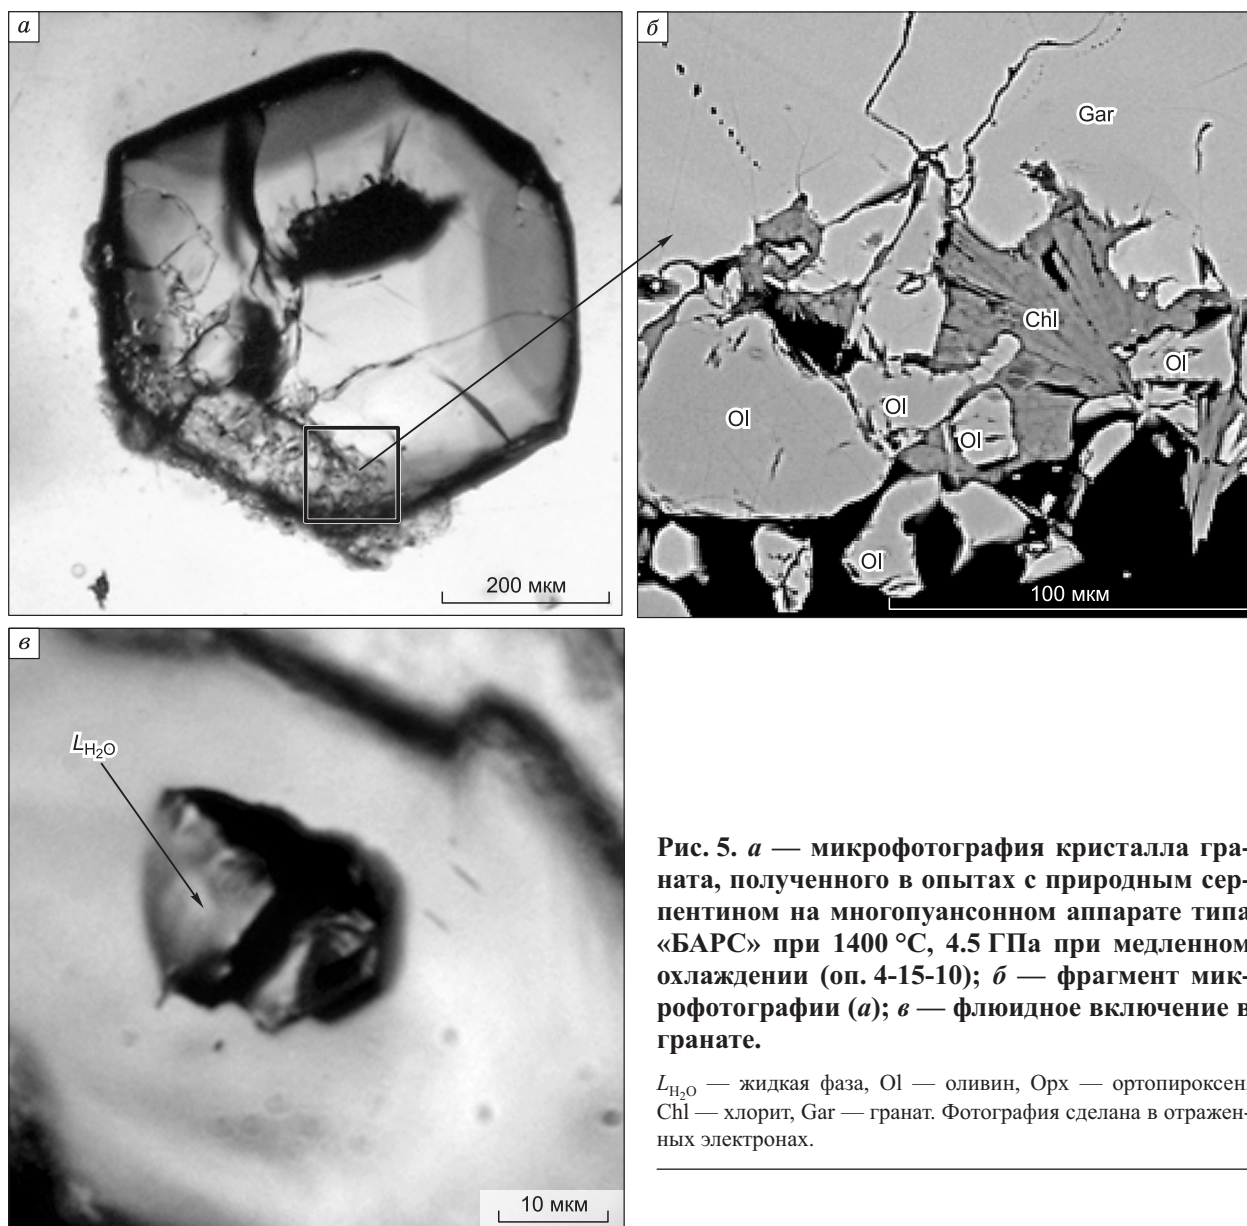 а
б
Gar
Chl
Ol
Ol
Ol
Ol
Ol
200 мкм
100 мкм
в
L_H2O
10 мкм
Рис. 5. а — микрофотография кристалла гра-
ната, полученного в опытах с природным сер-
пентином на многопуансонном аппарате типа
«БАРС» при 1400 °С, 4.5 ГПа при медленном
охлаждении (оп. 4-15-10); б — фрагмент мик-
рофотографии (а); в — флюидное включение в
гранате.
L_H2O — жидкая фаза, Ol — оливин, Opx — ортопироксен,
Chl — хлорит, Gar — гранат. Фотография сделана в отражен-
ных электронах.